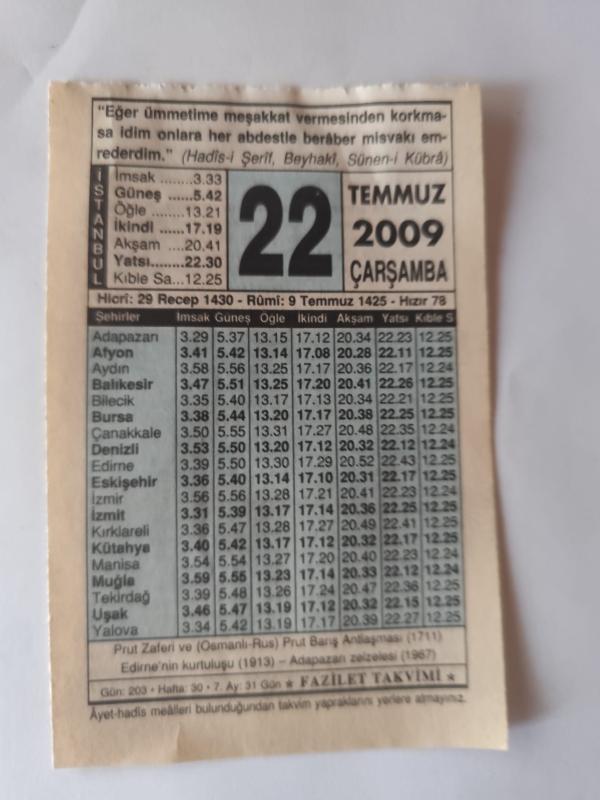 "Eğer ümmetime meşakkat vermesinden korkma-
sa idim onlara her abdestle berâber misvakı em-
rederdim." (Hadîs-i Şerîf, Beyhakî, Sünen-i Kübrâ)
İSTANBUL
İmsak ........3.33
Güneş ......5.42
Öğle ........13.21
İkindi ......17.19
Akşam ....20.41
Yatsı........22.30
Kıble Sa...12.25
22
TEMMUZ
2009
ÇARŞAMBA
Hicrî: 29 Recep 1430 - Rûmî: 9 Temmuz 1425 - Hızır 78
Şehirler İmsak Güneş Öğle İkindi Akşam Yatsı Kıble S
Adapazarı 3.29 5.37 13.15 17.12 20.34 22.23 12.25
Afyon 3.41 5.42 13.14 17.08 20.28 22.11 12.25
Aydın 3.58 5.56 13.25 17.17 20.36 22.17 12.24
Balıkesir 3.47 5.51 13.25 17.20 20.41 22.26 12.25
Bilecik 3.35 5.40 13.17 17.13 20.34 22.21 12.25
Bursa 3.38 5.44 13.20 17.17 20.38 22.25 12.25
Çanakkale 3.50 5.55 13.31 17.27 20.48 22.35 12.24
Denizli 3.53 5.50 13.20 17.12 20.32 22.12 12.24
Edirne 3.39 5.50 13.30 17.29 20.52 22.43 12.25
Eskişehir 3.36 5.40 13.14 17.10 20.31 22.17 12.25
İzmir 3.56 5.56 13.28 17.21 20.41 22.23 12.24
İzmit 3.31 5.39 13.17 17.14 20.36 22.25 12.25
Kırklareli 3.36 5.47 13.28 17.27 20.49 22.41 12.25
Kütahya 3.40 5.42 13.17 17.12 20.32 22.17 12.25
Manisa 3.54 5.54 13.27 17.20 20.40 22.23 12.24
Muğla 3.59 5.55 13.23 17.14 20.33 22.12 12.24
Tekirdağ 3.39 5.48 13.26 17.24 20.47 22.36 12.25
Uşak 3.46 5.47 13.19 17.12 20.32 22.15 12.25
Yalova 3.34 5.42 13.19 17.17 20.39 22.27 12.25
Prut Zaferi ve (Osmanlı-Rus) Prut Barış Antlaşması (1711)
Edirne'nin kurtuluşu (1913) – Adapazarı zelzelesi (1967)
Gün: 203 • Hafta: 30 • 7. Ay: 31 Gün ★ FAZİLET TAKVİMİ ★
Âyet-hadîs meâlleri bulunduğundan takvim yapraklarını yerlere atmayınız.